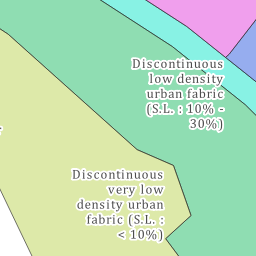 Discontinuous
low density
urban fabric
(S.L. : 10% -
30%)
Discontinuous
very low
density urban
fabric (S.L. :
< 10%)